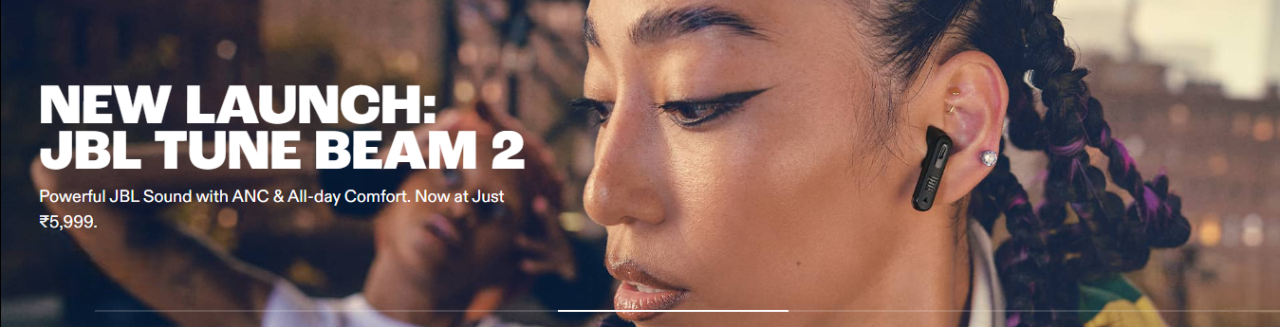 NEW LAUNCH:
JBL TUNE BEAM 2
Powerful JBL Sound with ANC & All-day Comfort. Now at Just
₹5,999.